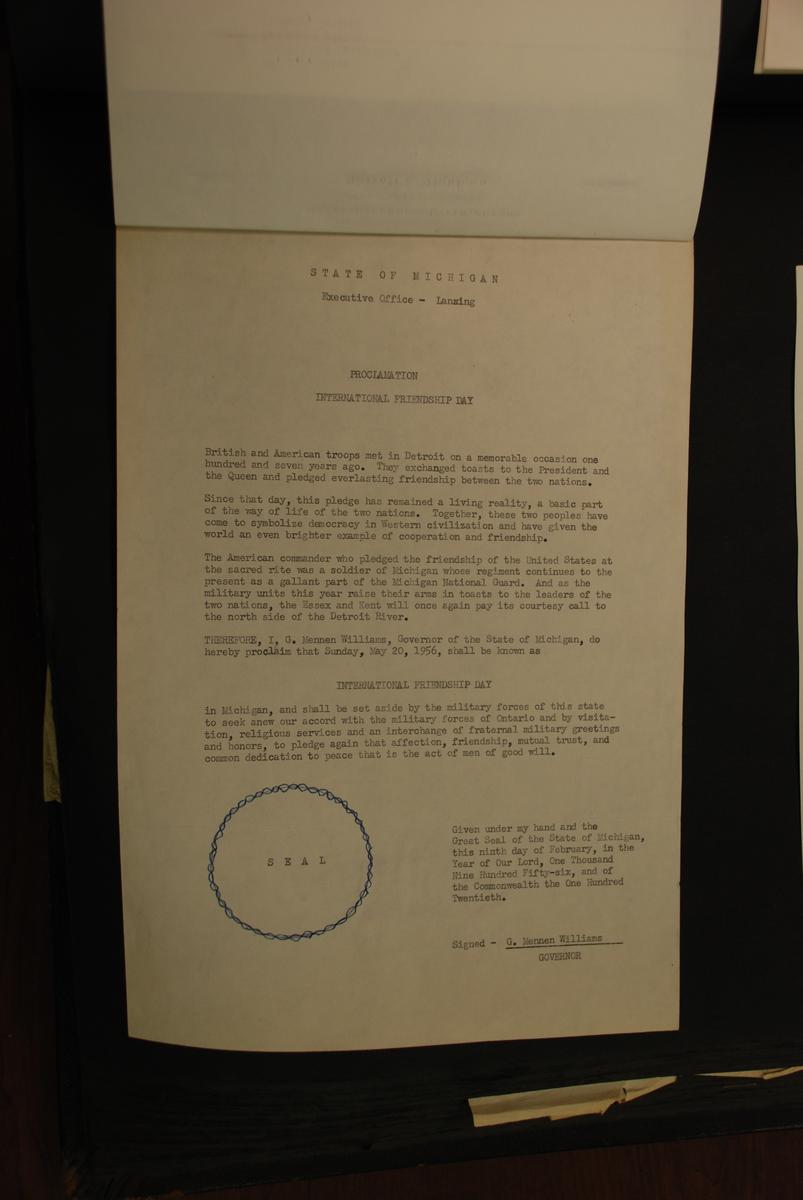 STATE OF MICHIGAN
Executive Office - Lansing
PROCLAMATION
INTERNATIONAL FRIENDSHIP DAY
British and American troops met in Detroit on a memorable occasion one
hundred and seven years ago. They exchanged toasts to the President and
the Queen and pledged everlasting friendship between the two nations.
Since that day, this pledge has remained a living reality, a basic part
of the way of life of the two nations. Together, these two peoples have
come to symbolize democracy in Western civilization and have given the
world an even brighter example of cooperation and friendship.
The American commander who pledged the friendship of the United States at
the sacred rite was a soldier of Michigan whose regiment continues to the
present as a gallant part of the Michigan National Guard. And as the
military units this year raise their arms in toasts to the leaders of the
two nations, the Essex and Kent will once again pay its courtesy call to
the north side of the Detroit River.
THEREFORE, I, G. Mennen Williams, Governor of the State of Michigan, do
hereby proclaim that Sunday, May 20, 1956, shall be known as
INTERNATIONAL FRIENDSHIP DAY
in Michigan, and shall be set aside by the military forces of this state
to seek anew our accord with the military forces of Ontario and by visita-
tion, religious services and an interchange of fraternal military greetings
and honors, to pledge again that affection, friendship, mutual trust, and
common dedication to peace that is the act of men of good will.
SEAL
Given under my hand and the
Great Seal of the State of Michigan,
this ninth day of February, in the
Year of Our Lord, One Thousand
Nine Hundred Fifty-six, and of
the Commonwealth the One Hundred
Twentieth.
Signed - G. Mennen Williams
GOVERNOR